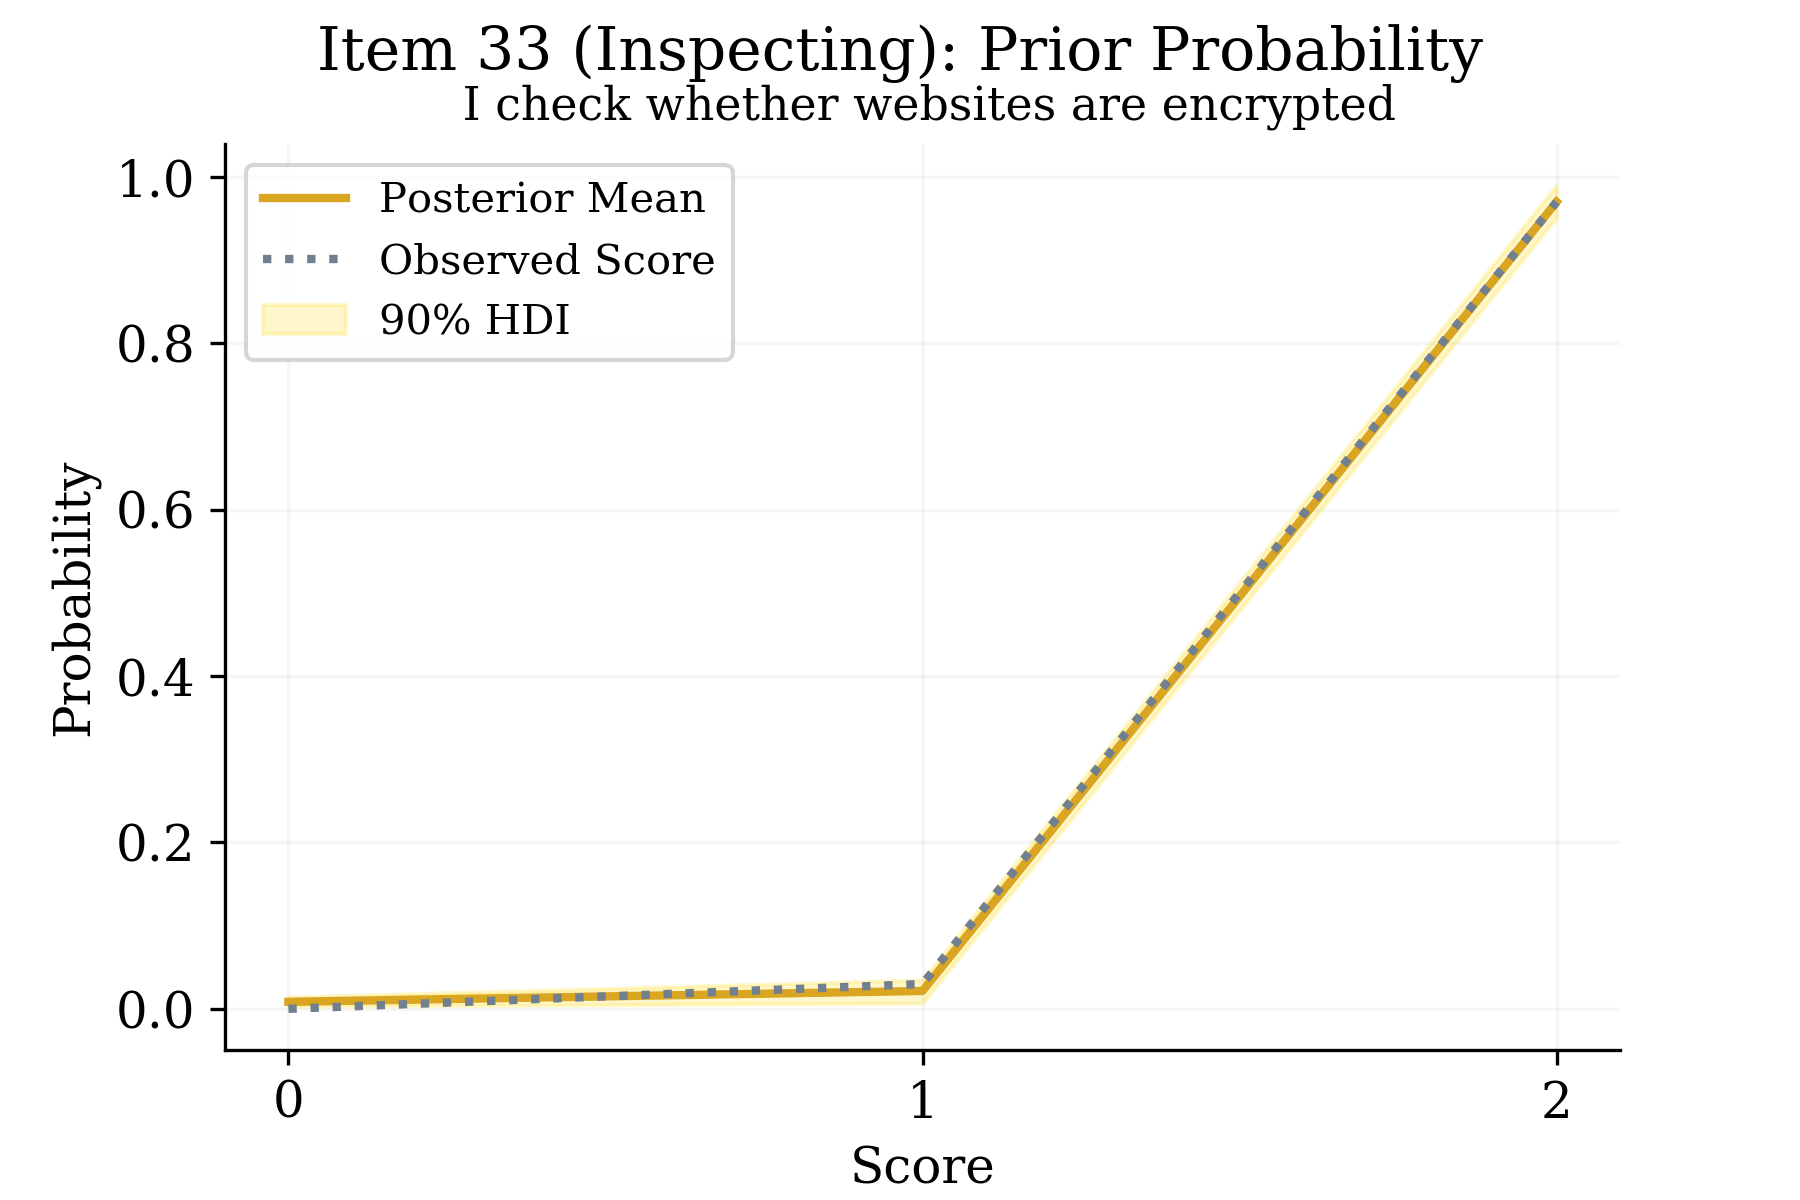 Item 33 (Inspecting): Prior Probability
I check whether websites are encrypted
Posterior Mean
Observed Score
90% HDI
1.0
0.8
0.6
0.4
0.2
0.0
Probability
0
1
2
Score